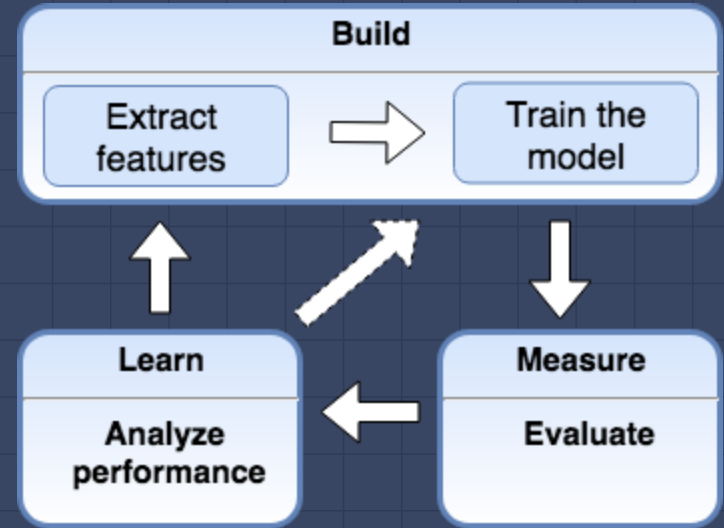 Build
Extract
features
Train the
model
Learn
Analyze
performance
Measure
Evaluate